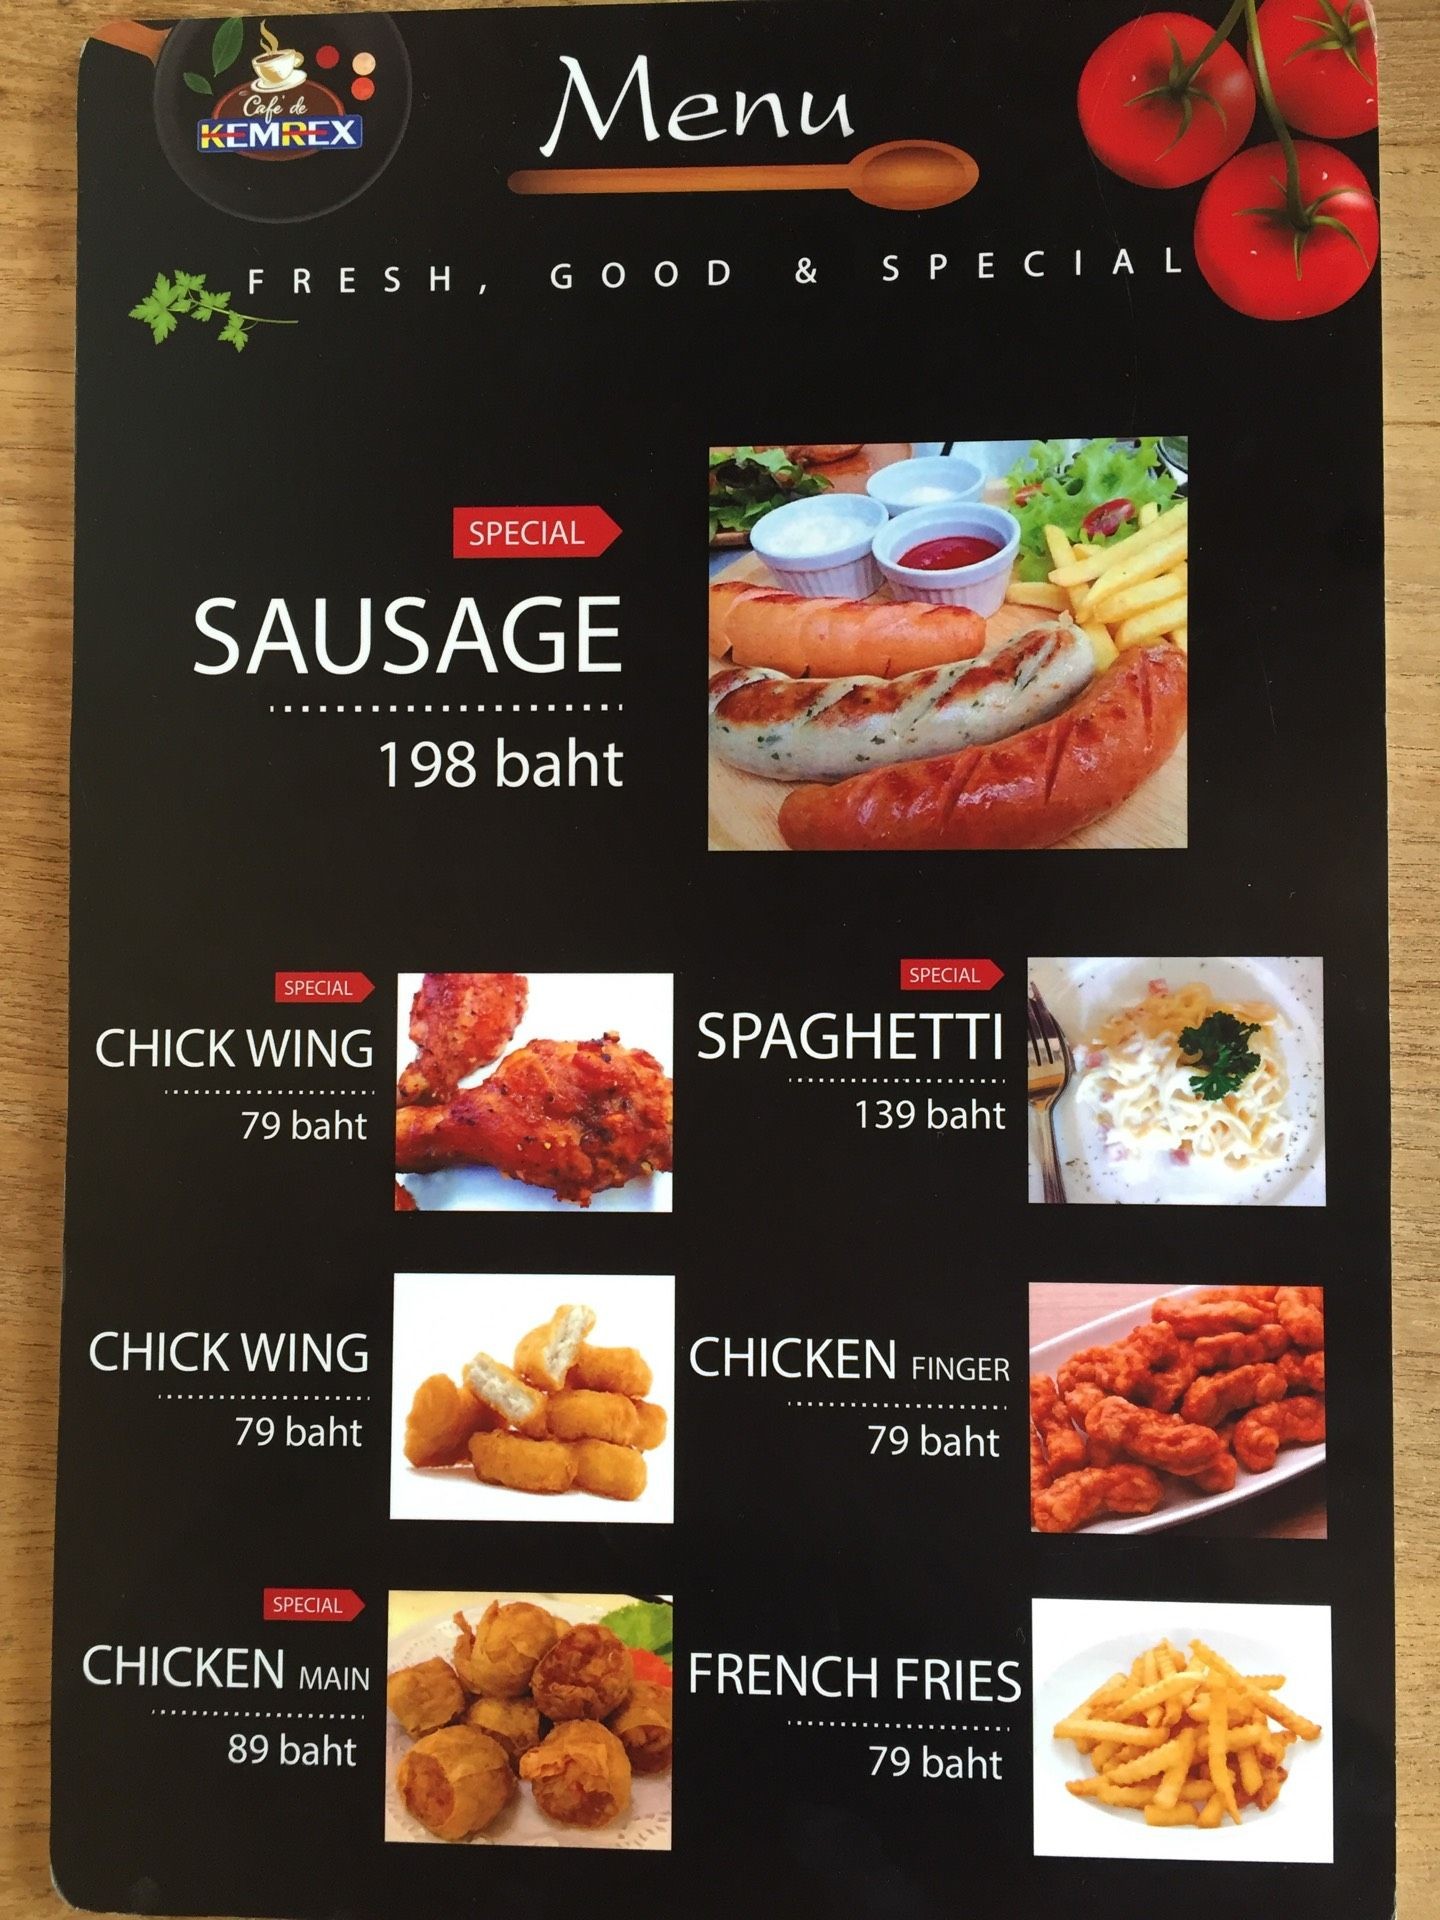 Café de
KEMREX
Menu
FRESH, GOOD & SPECIAL
SPECIAL
SAUSAGE
198 baht
SPECIAL
CHICK WING
79 baht
SPECIAL
SPAGHETTI
139 baht
CHICK WING
79 baht
CHICKEN FINGER
79 baht
SPECIAL
CHICKEN MAIN
89 baht
FRENCH FRIES
79 baht